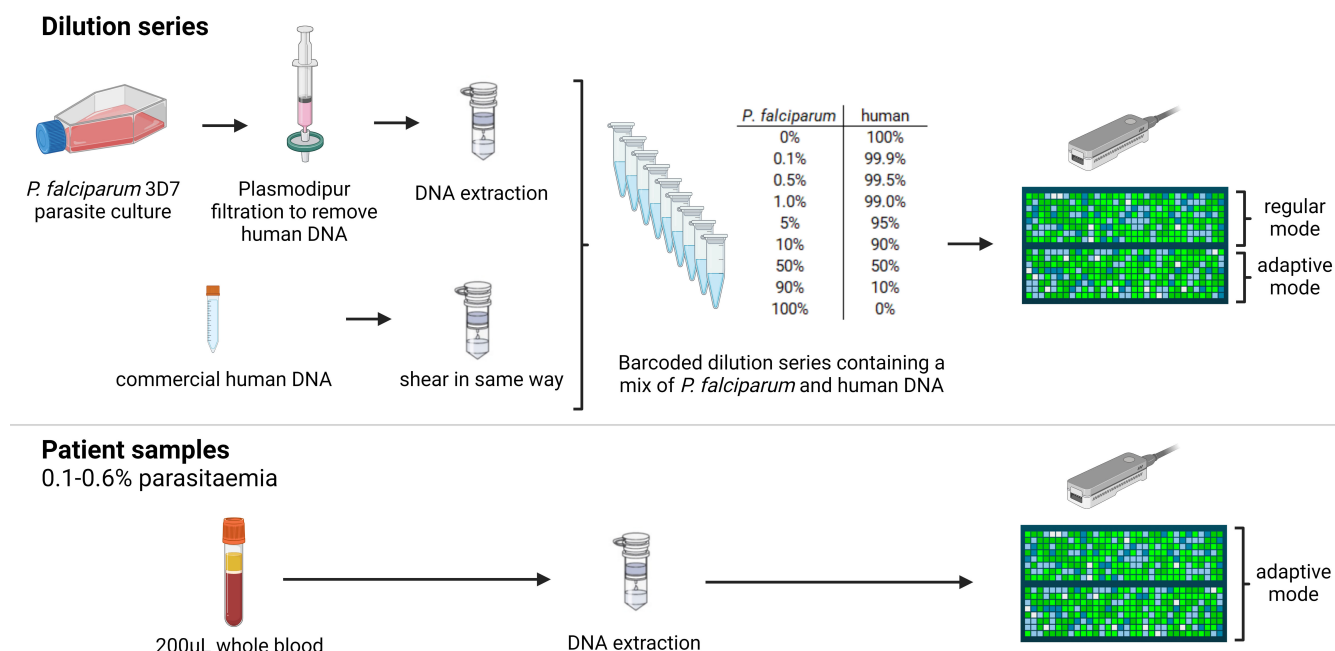 Dilution series
P. falciparum 3D7
parasite culture
Plasmodipur
filtration to remove
human DNA
DNA extraction
commercial human DNA
shear in same way
P. falciparum human
0% 100%
0.1% 99.9%
0.5% 99.5%
1.0% 99.0%
5% 95%
10% 90%
50% 50%
90% 10%
100% 0%
Barcoded dilution series containing a
mix of P. falciparum and human DNA
regular
mode
adaptive
mode
Patient samples
0.1-0.6% parasitaemia
200uL whole blood
DNA extraction
adaptive
mode